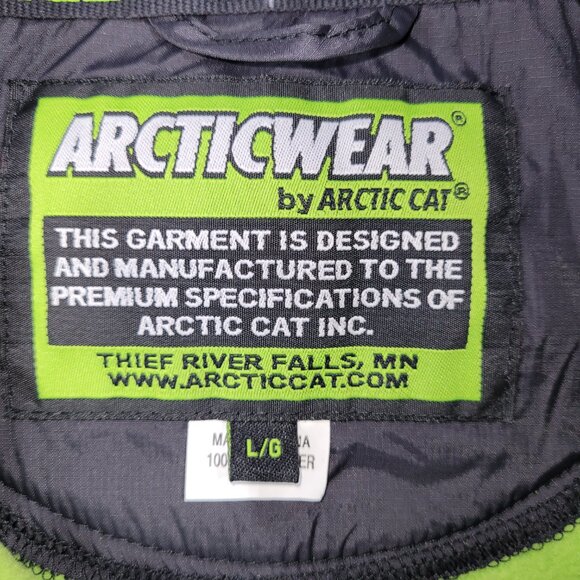 ARCTICWEAR®
by ARCTIC CAT®
THIS GARMENT IS DESIGNED
AND MANUFACTURED TO THE
PREMIUM SPECIFICATIONS OF
ARCTIC CAT INC.
THIEF RIVER FALLS, MN
WWW.ARCTICCAT.COM
L/G
100